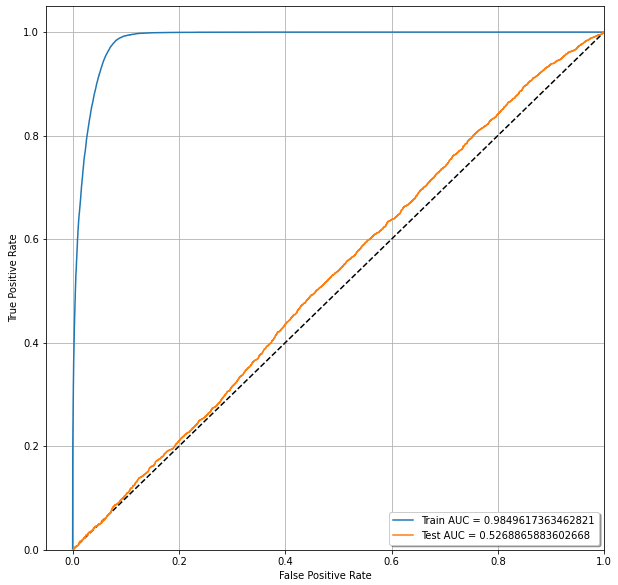 1.0
0.8
0.6
0.4
0.2
0.0
True Positive Rate
0.0 0.2 0.4 0.6 0.8 1.0
False Positive Rate
Train AUC = 0.9849617363462821
Test AUC = 0.5268865883602668